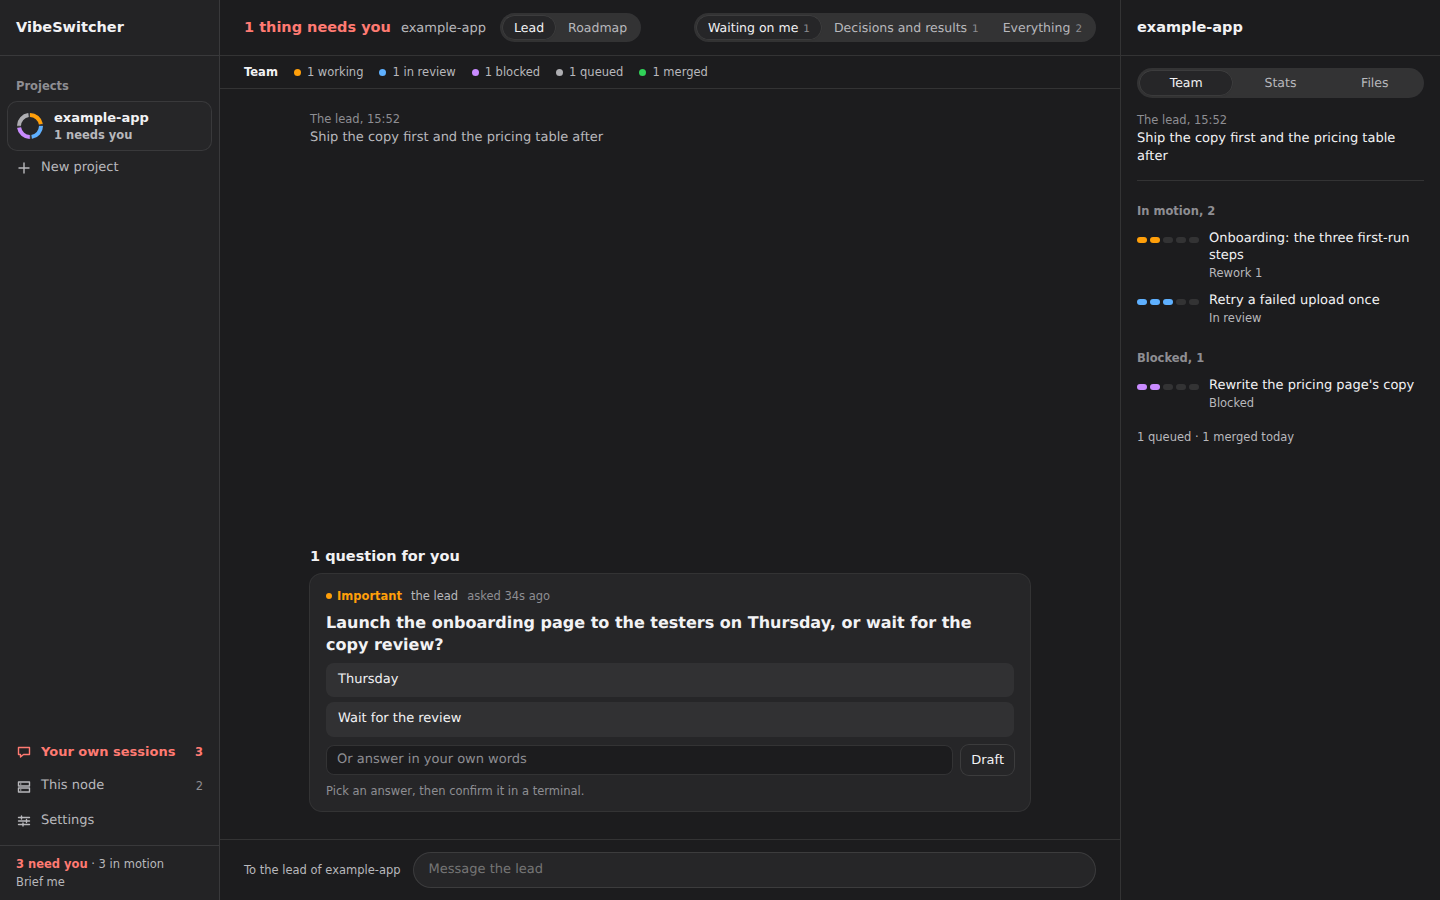 VibeSwitcher
Projects
example-app
1 needs you
New project
Your own sessions 3
This node 2
Settings
3 need you · 3 in motion
Brief me
1 thing needs you example-app Lead Roadmap Waiting on me 1 Decisions and results 1 Everything 2
Team 1 working 1 in review 1 blocked 1 queued 1 merged
The lead, 15:52
Ship the copy first and the pricing table after
1 question for you
Important the lead asked 34s ago
Launch the onboarding page to the testers on Thursday, or wait for the
copy review?
Thursday
Wait for the review
Or answer in your own words Draft
Pick an answer, then confirm it in a terminal.
To the lead of example-app Message the lead
example-app
Team Stats Files
The lead, 15:52
Ship the copy first and the pricing table
after
In motion, 2
Onboarding: the three first-run
steps
Rework 1
Retry a failed upload once
In review
Blocked, 1
Rewrite the pricing page's copy
Blocked
1 queued · 1 merged today